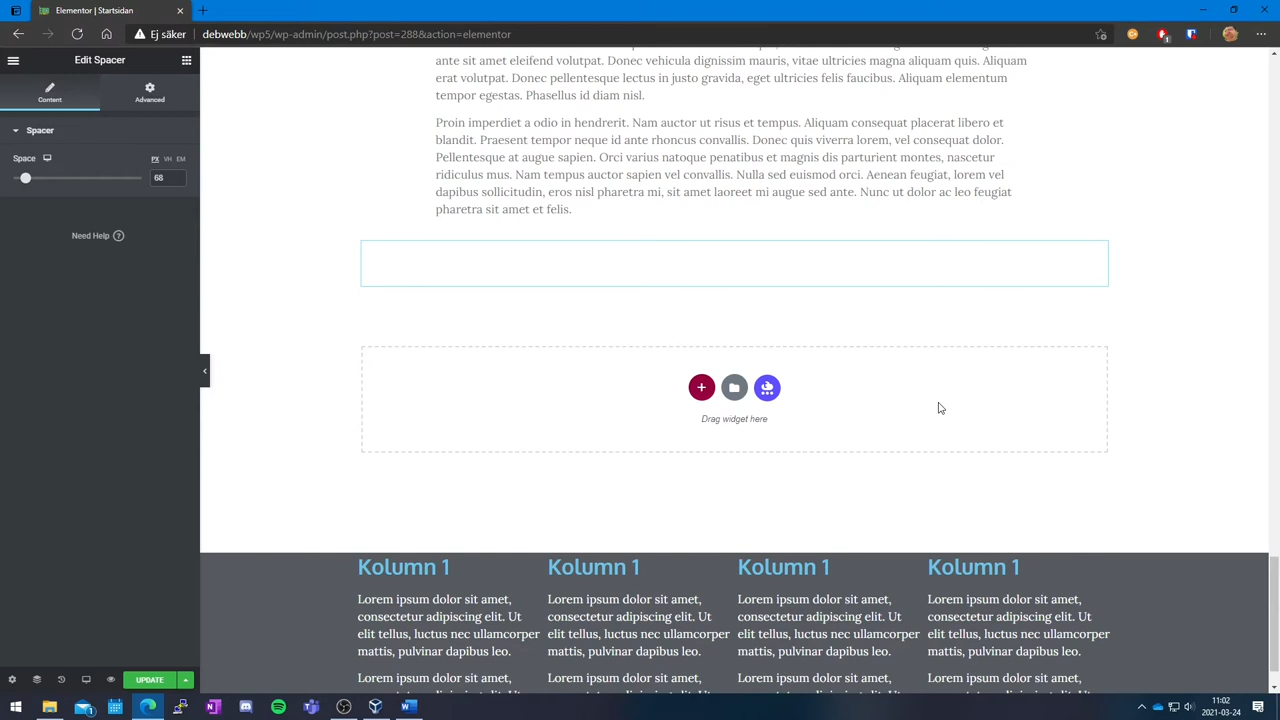 Elementor | Startsidan
Ej säker
debwebb/wp5/wp-admin/post.php?post=288&action=elementor
1
Edit Spacer
Content
Advanced
Spacer
Space
PX VH EM
68
Need Help
ante sit amet eleifend volutpat. Donec vehicula dignissim mauris, vitae ultricies magna aliquam quis. Aliquam
erat volutpat. Donec pellentesque lectus in justo gravida, eget ultricies felis faucibus. Aliquam elementum
tempor egestas. Phasellus id diam nisl.
Proin imperdiet a odio in hendrerit. Nam auctor ut risus et tempus. Aliquam consequat placerat libero et
blandit. Praesent tempor neque id ante rhoncus convallis. Donec quis viverra lorem, vel consequat dolor.
Pellentesque at augue sapien. Orci varius natoque penatibus et magnis dis parturient montes, nascetur
ridiculus mus. Nam tempus auctor sapien vel convallis. Nulla sed euismod orci. Aenean feugiat, lorem vel
dapibus sollicitudin, eros nisl pharetra mi, sit amet laoreet mi augue sed ante. Nunc ut dolor ac leo feugiat
pharetra sit amet et felis.
Drag widget here
Kolumn 1 Kolumn 1 Kolumn 1 Kolumn 1
Lorem ipsum dolor sit amet, Lorem ipsum dolor sit amet, Lorem ipsum dolor sit amet, Lorem ipsum dolor sit amet,
consectetur adipiscing elit. Ut consectetur adipiscing elit. Ut consectetur adipiscing elit. Ut consectetur adipiscing elit. Ut
elit tellus, luctus nec ullamcorper elit tellus, luctus nec ullamcorper elit tellus, luctus nec ullamcorper elit tellus, luctus nec ullamcorper
mattis, pulvinar dapibus leo. mattis, pulvinar dapibus leo. mattis, pulvinar dapibus leo. mattis, pulvinar dapibus leo.
Lorem ipsum dolor sit amet, Lorem ipsum dolor sit amet, Lorem ipsum dolor sit amet, Lorem ipsum dolor sit amet,
UPDATE
11:02
2021-03-24